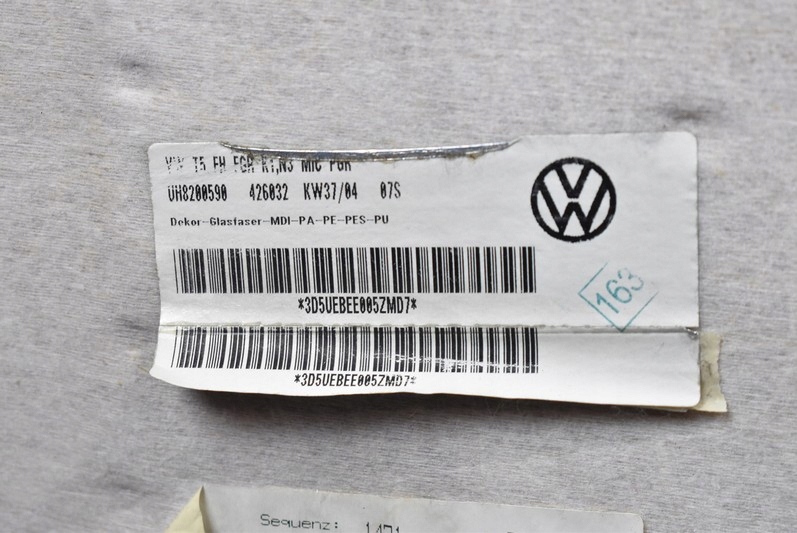 T5 FH FGR K1,N3 MIC PGR
UH8200590 426032 KW37/04 07S
Dekor-Glasfaser-MDI-PA-PE-PES-PU
*3D5UEBEE005ZMD7*
*3D5UEBEE005ZMD7*
163
Sequenz: 1471